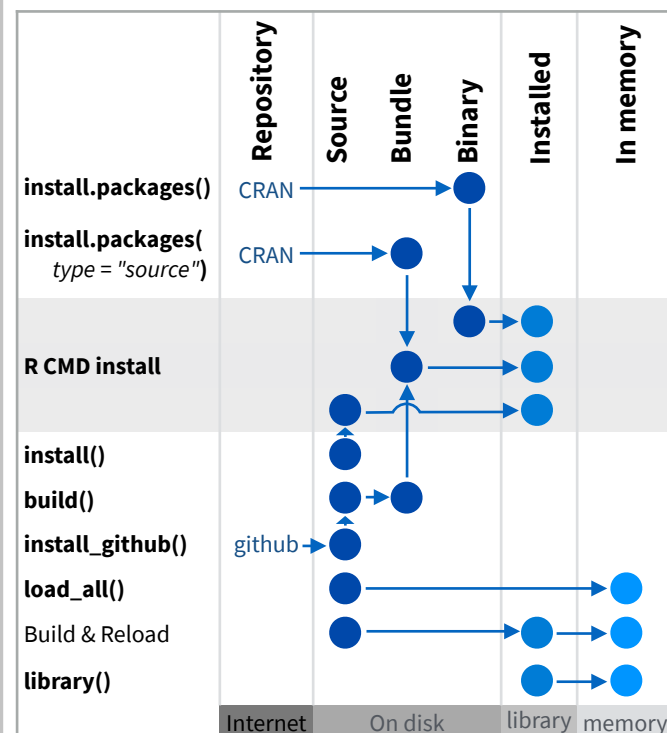 Repository
Source
Bundle
Binary
Installed
In memory
install.packages()
CRAN
install.packages(
type = "source")
CRAN
R CMD install
install()
build()
install_github()
github
load_all()
Build & Reload
library()
Internet
On disk
library
memory